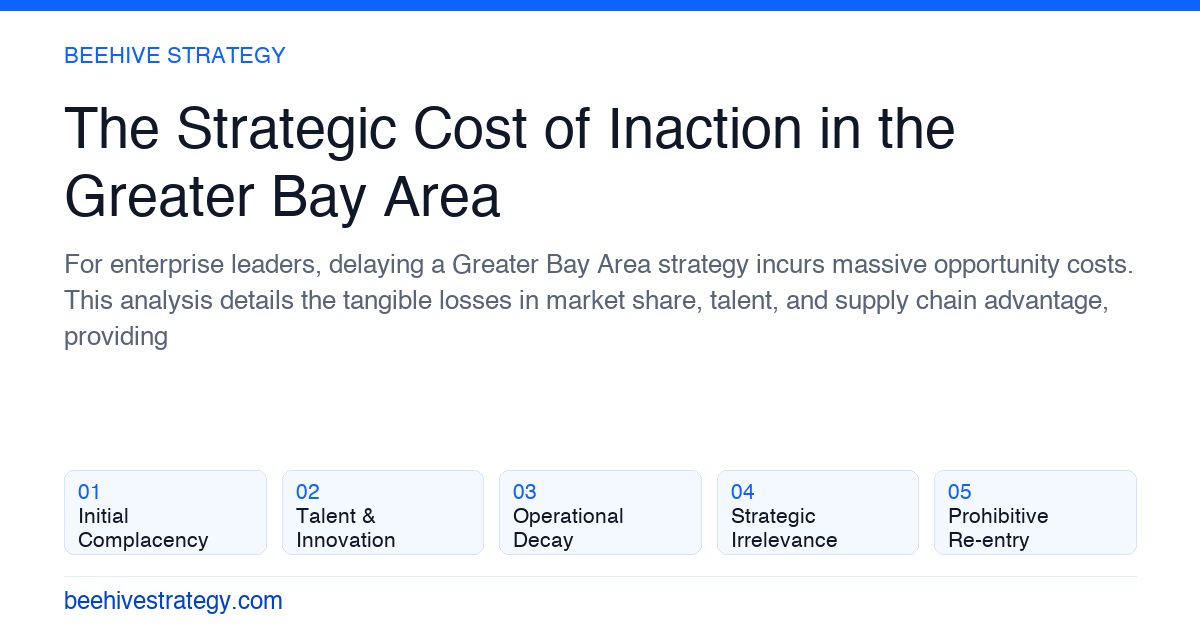 BEEHIVE STRATEGY
The Strategic Cost of Inaction in the
Greater Bay Area
For enterprise leaders, delaying a Greater Bay Area strategy incurs massive opportunity costs.
This analysis details the tangible losses in market share, talent, and supply chain advantage,
providing
01
Initial
Complacency
02
Talent &
Innovation
03
Operational
Decay
04
Strategic
Irrelevance
05
Prohibitive
Re-entry
beehivestrategy.com